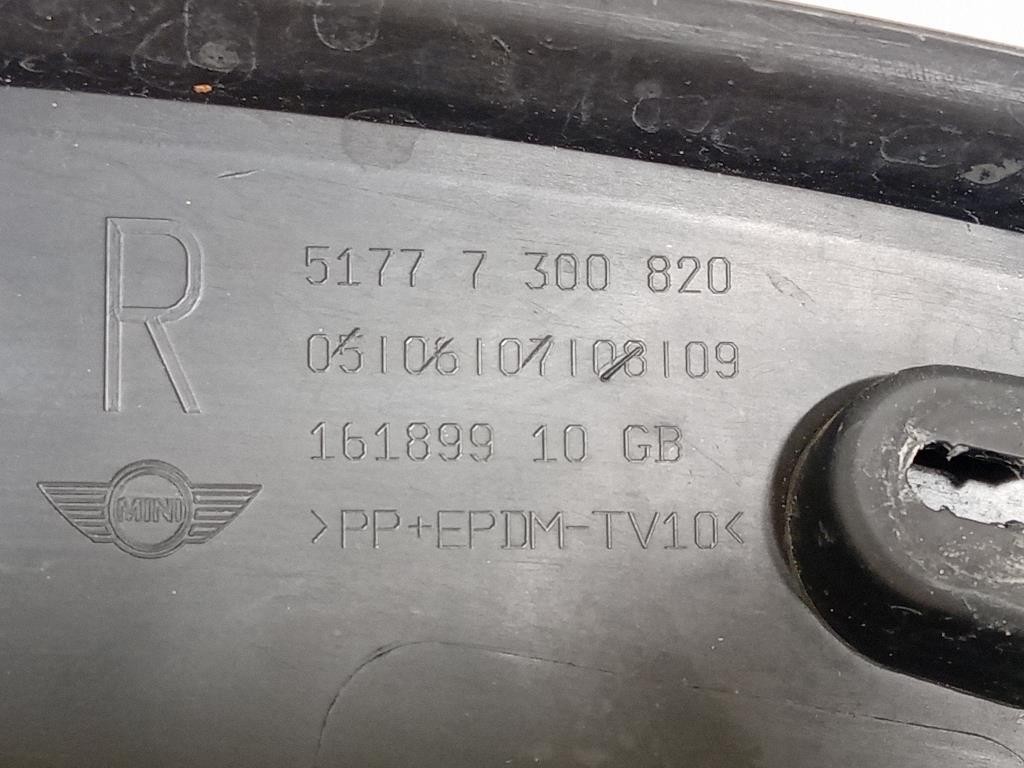 R
5177 7 300 820
05|06|07|08|09
161899 10 GB
MINI
>PP+EPDM-TV10<